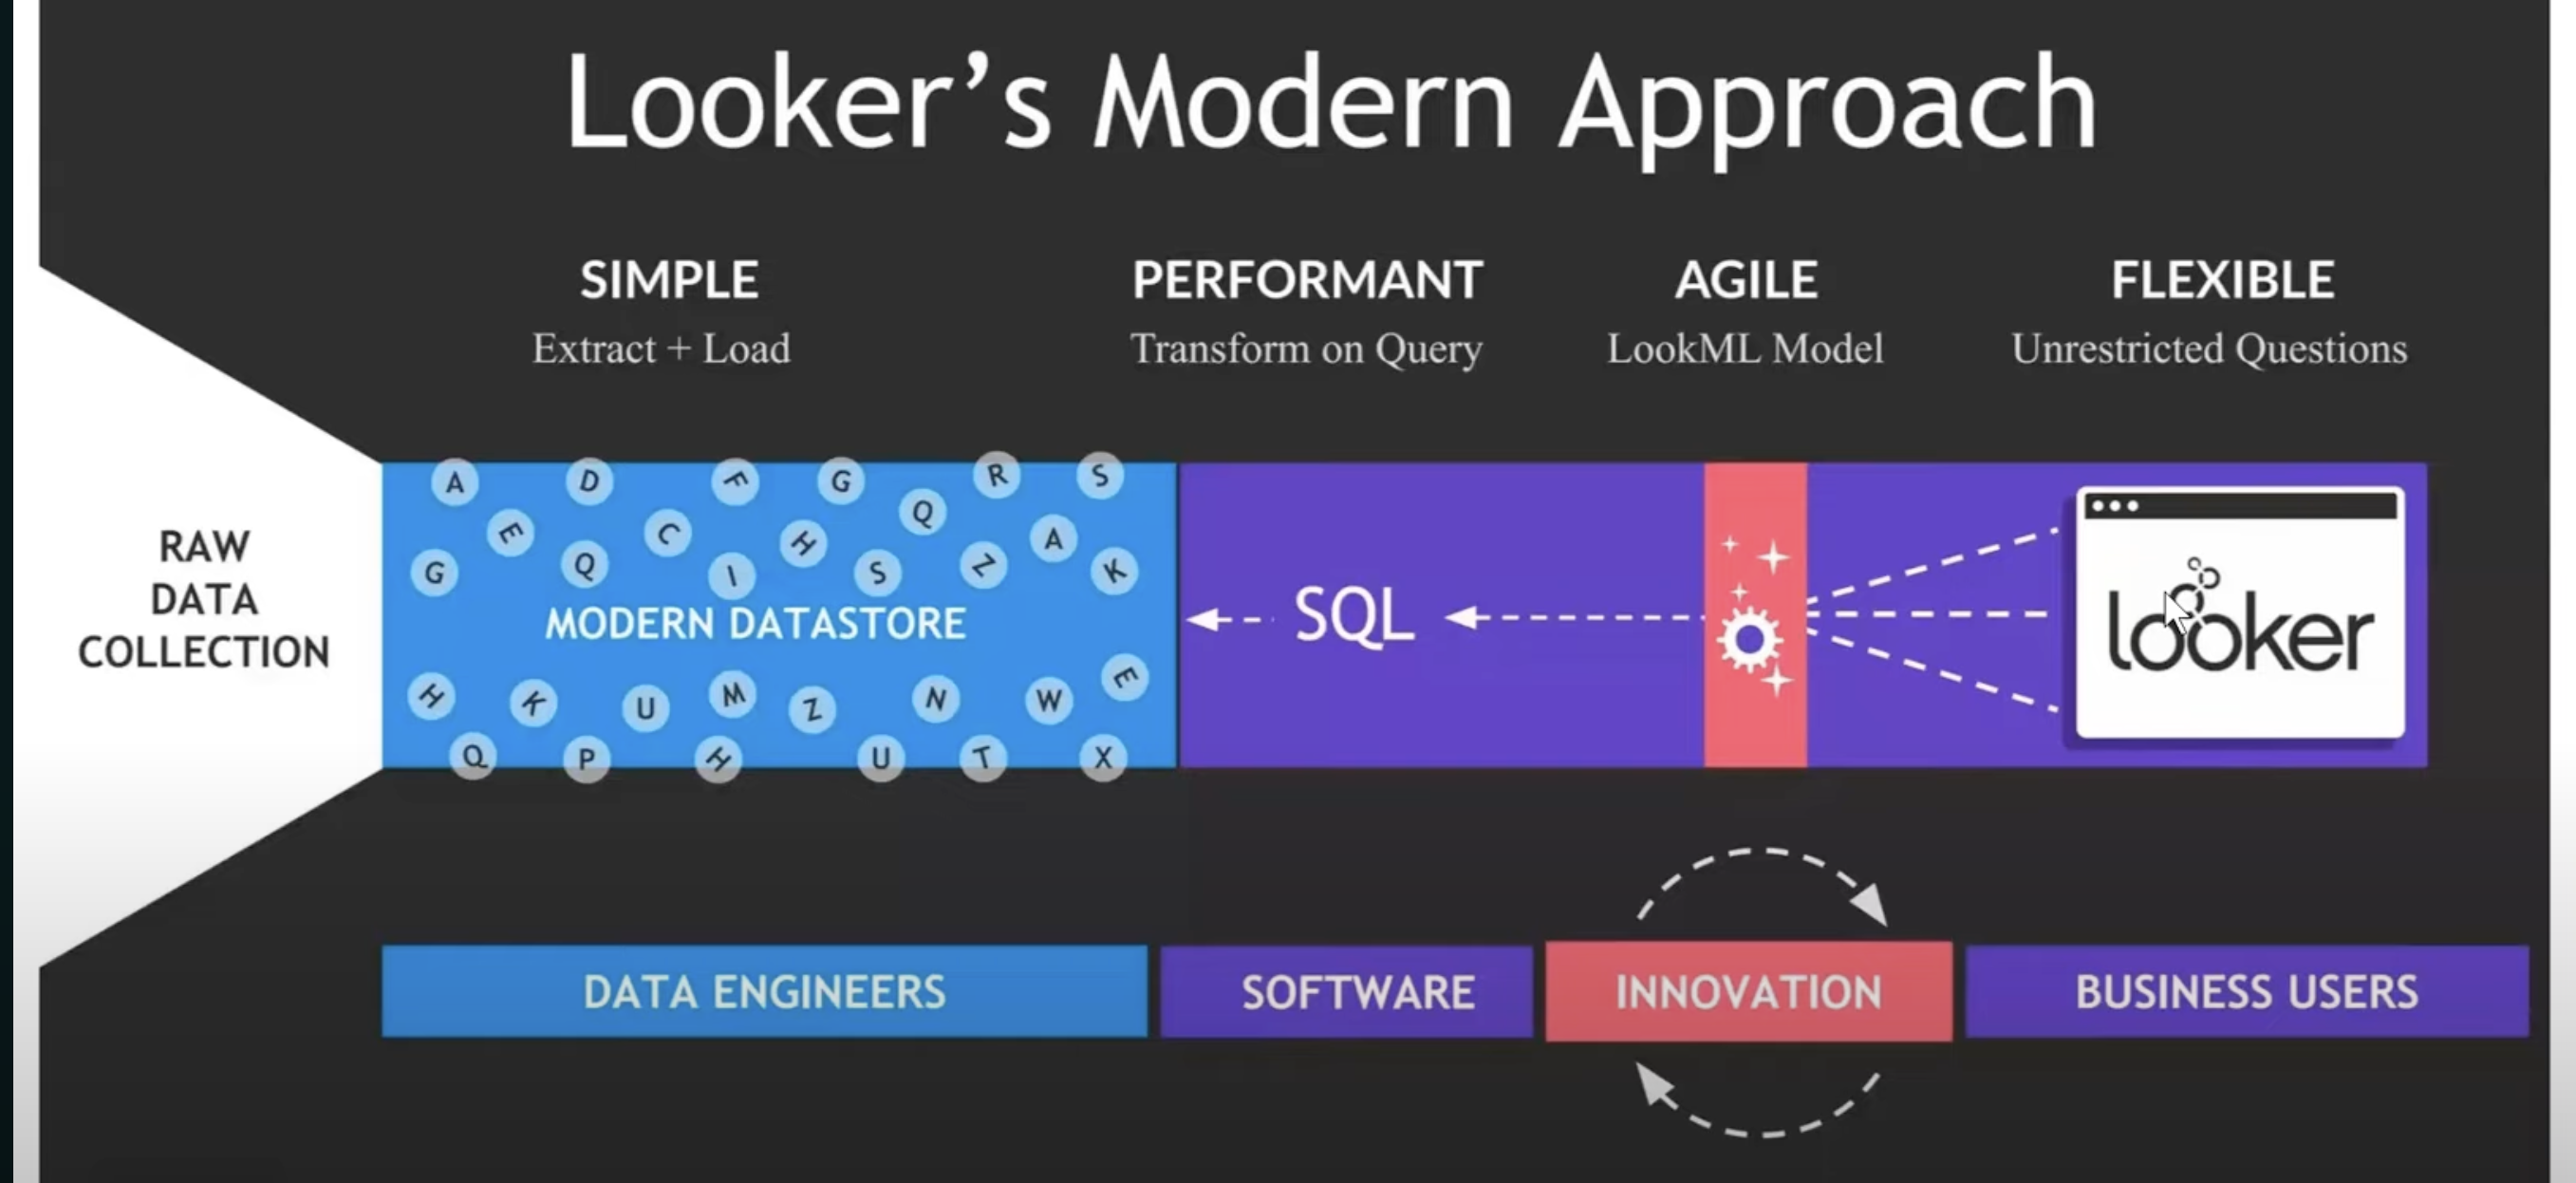 Looker's Modern Approach
SIMPLE
Extract + Load
PERFORMANT
Transform on Query
AGILE
LookML Model
FLEXIBLE
Unrestricted Questions
RAW
DATA
COLLECTION
A D F G R S
E C H Q A
G Q I S Z K
MODERN DATASTORE
H K U M Z N W E
Q P H U T X
SQL
looker
DATA ENGINEERS
SOFTWARE
INNOVATION
BUSINESS USERS